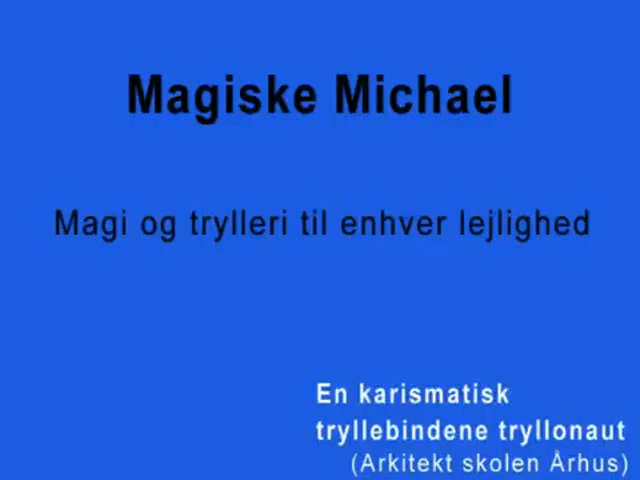 Magiske Michael
Magi og trylleri til enhver lejlighed
En karismatisk
tryllebindene tryllonaut
(Arkitekt skolen Århus)